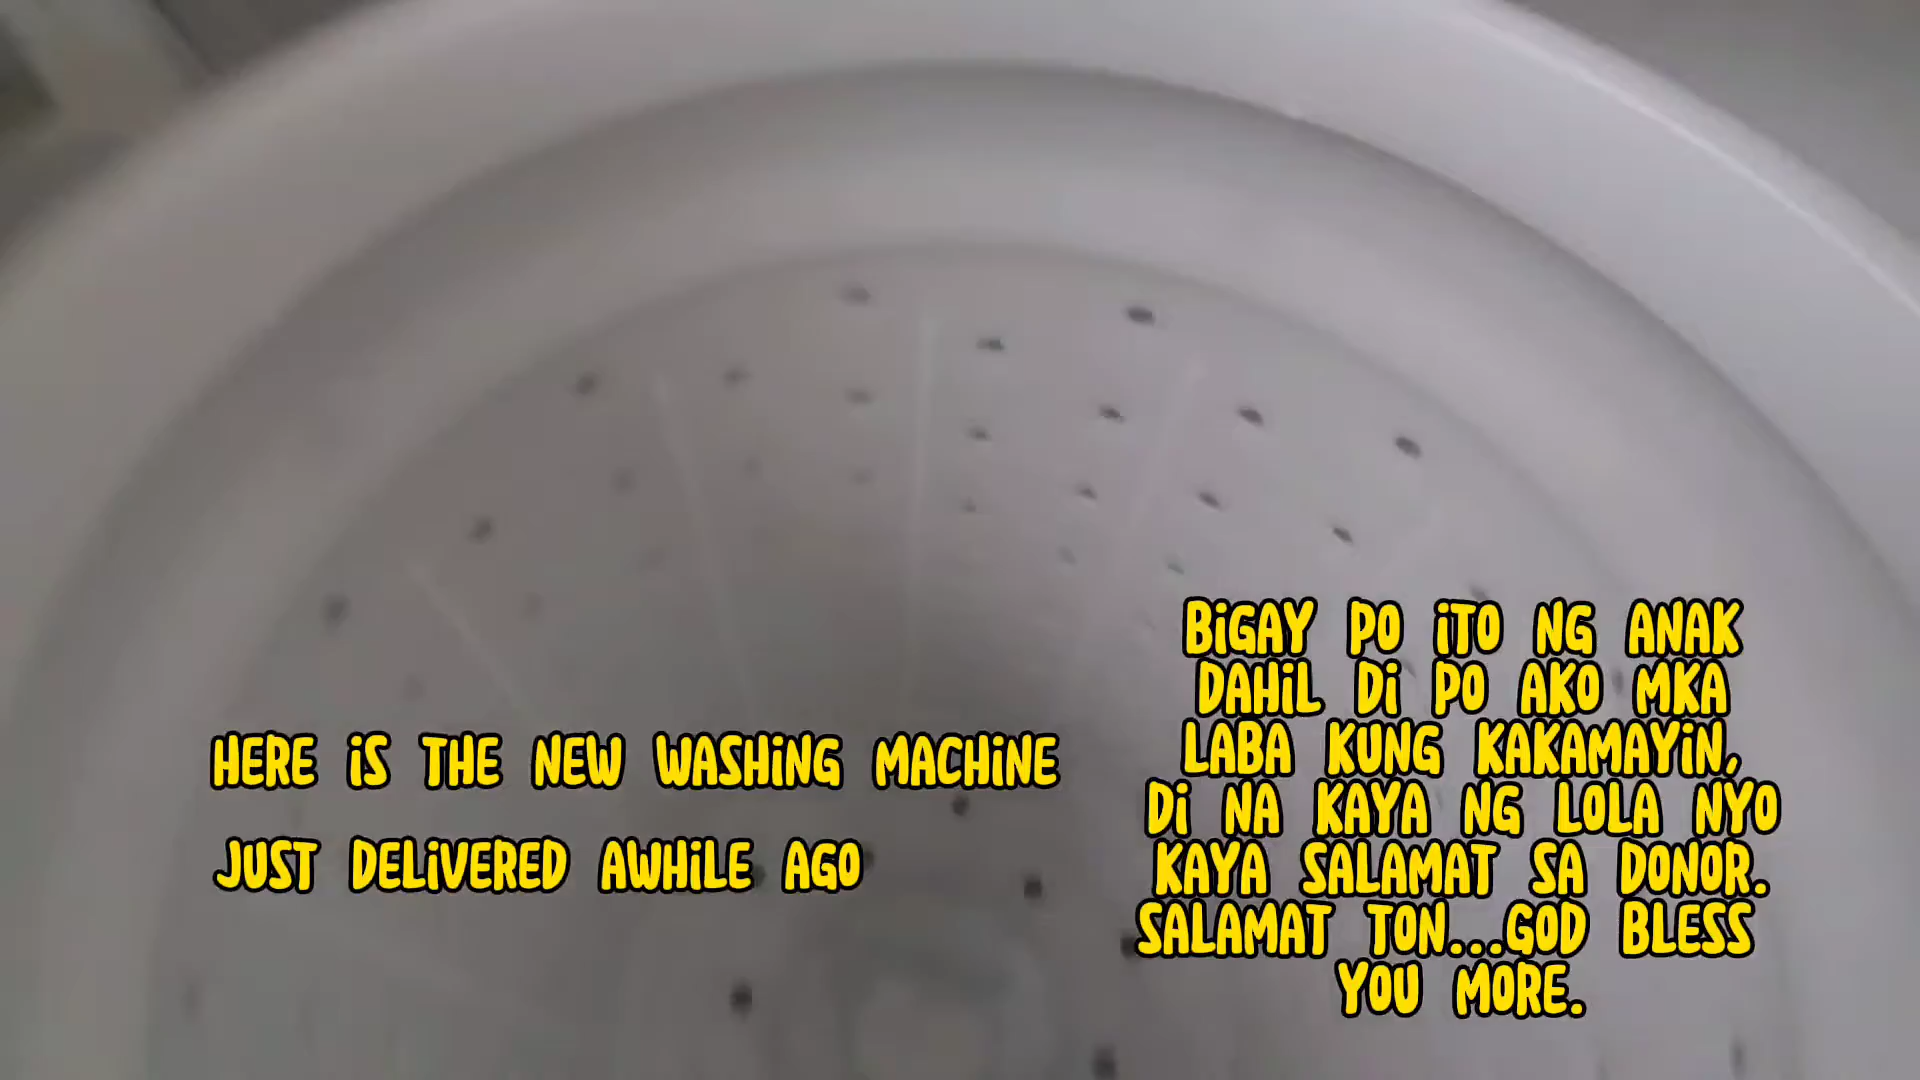 HERE IS THE NEW WASHING MACHINE
JUST DELIVERED AWHILE AGO
BIGAY PO ITO NG ANAK
DAHIL DI PO AKO MKA
LABA KUNG KAKAMAYIN,
DI NA KAYA NG LOLA NYO
KAYA SALAMAT SA DONOR.
SALAMAT TON...GOD BLESS
YOU MORE.